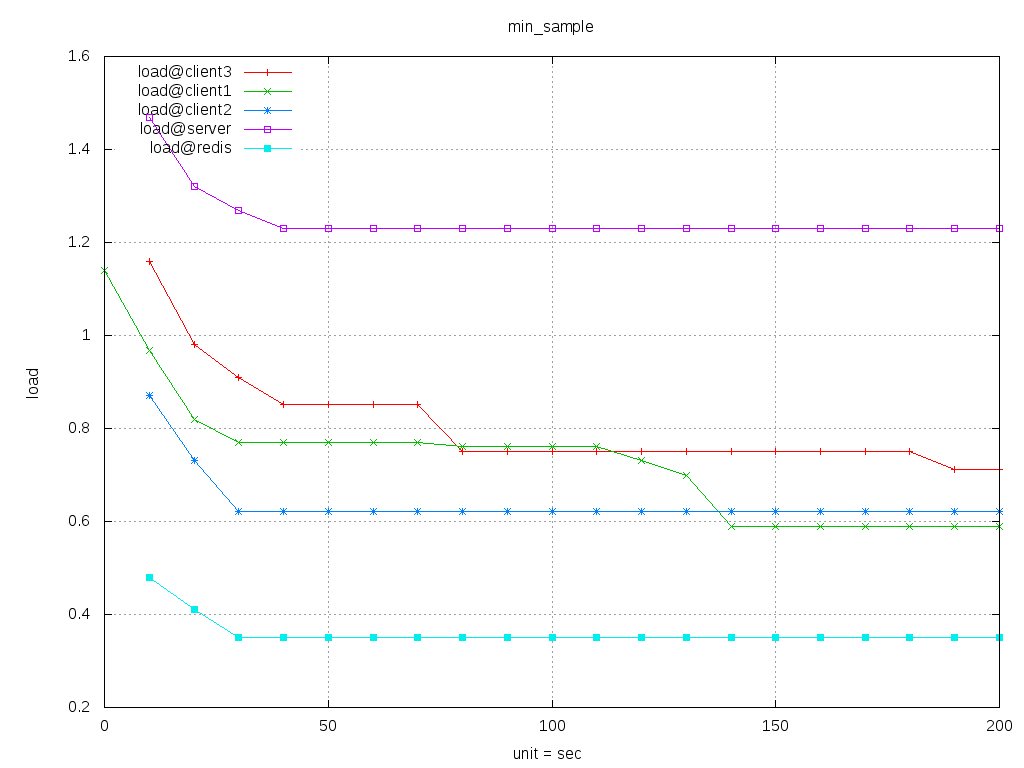 min_sample
1.6
1.4
1.2
1
0.8
0.6
0.4
0.2
load
load@client3
load@client1
load@client2
load@server
load@redis
0 50 100 150 200
unit = sec